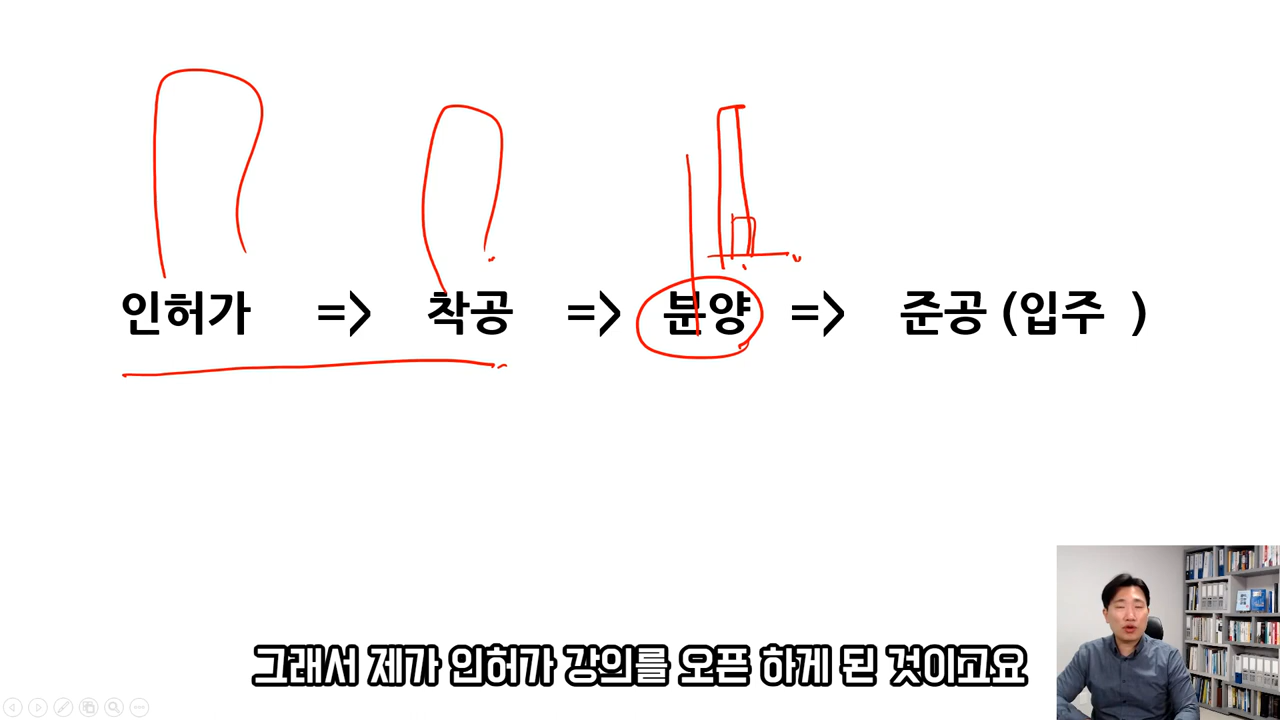 인허가 => 착공 => 분양 => 준공 (입주 )
그래서 제가 인허가 강의를 오픈 하게 된 것이고요